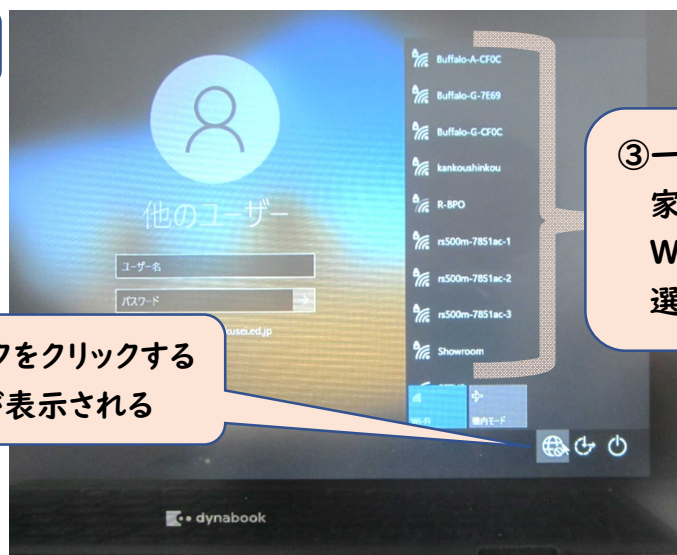 Buffalo-A-CF0C
Buffalo-G-7E69
Buffalo-G-CF0C
kankoushinkou
R-BPO
rs500m-7851ac-1
rs500m-7851ac-2
rs500m-7851ac-3
Showroom
他のユーザー
ユーザー名
パスワード
kusei.ed.jp
Wi-Fi
機内モード
③一
家
W
選
クをクリックする
が表示される
dynabook